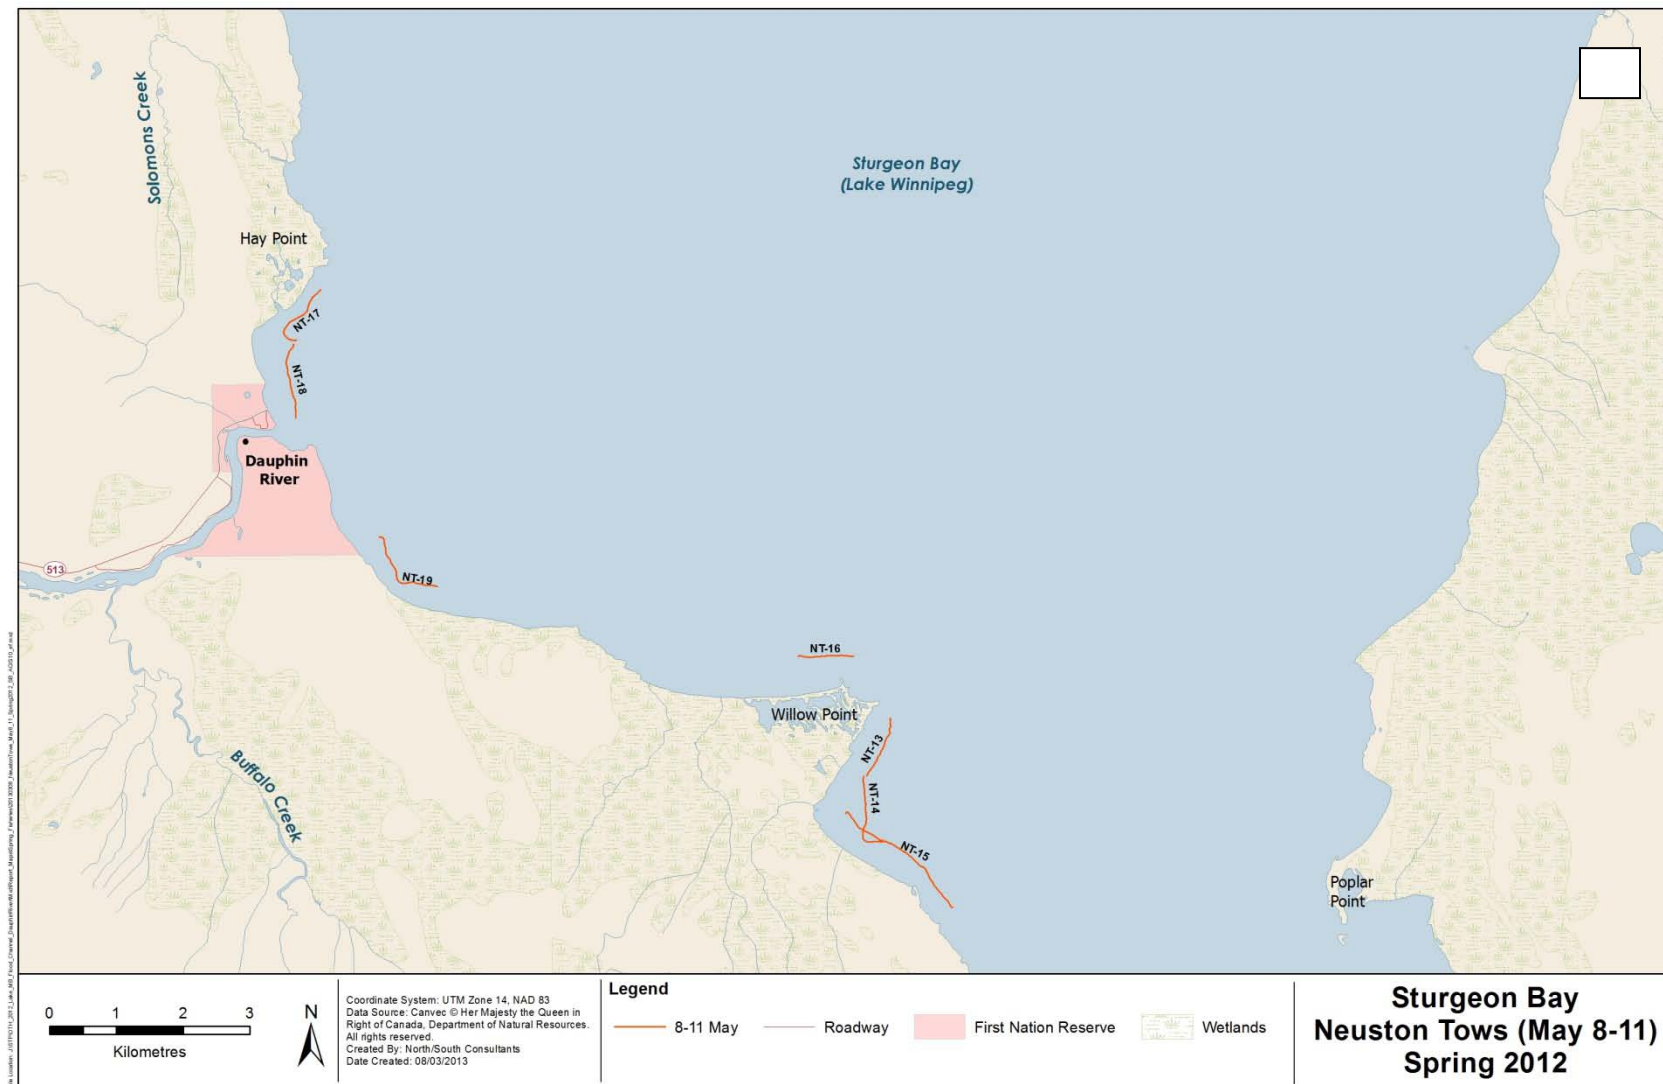 Solomons Creek
Sturgeon Bay
(Lake Winnipeg)
Hay Point
NT-17
NT-18
Dauphin
River
513
NT-19
NT-16
Willow Point
NT-13
NT-14
NT-15
Buffalo Creek
Poplar
Point
0 1 2 3
Kilometres
N
Coordinate System: UTM Zone 14, NAD 83
Data Source: Canvec © Her Majesty the Queen in
Right of Canada, Department of Natural Resources.
All rights reserved.
Created By: North/South Consultants
Date Created: 08/03/2013
Legend
8-11 May
Roadway
First Nation Reserve
Wetlands
Sturgeon Bay
Neuston Tows (May 8-11)
Spring 2012